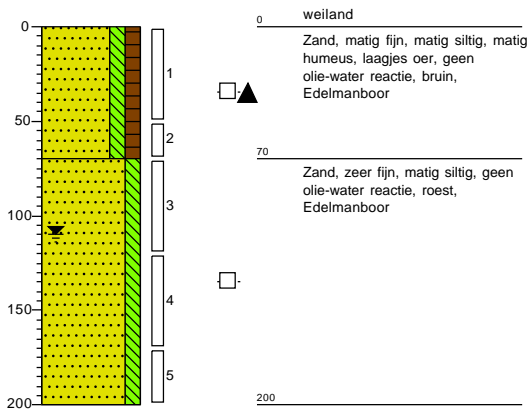 0
50
100
150
200
1
2
3
4
5
0
weiland
Zand, matig fijn, matig siltig, matig
humeus, laagjes oer, geen
olie-water reactie, bruin,
Edelmanboor
70
Zand, zeer fijn, matig siltig, geen
olie-water reactie, roest,
Edelmanboor
200